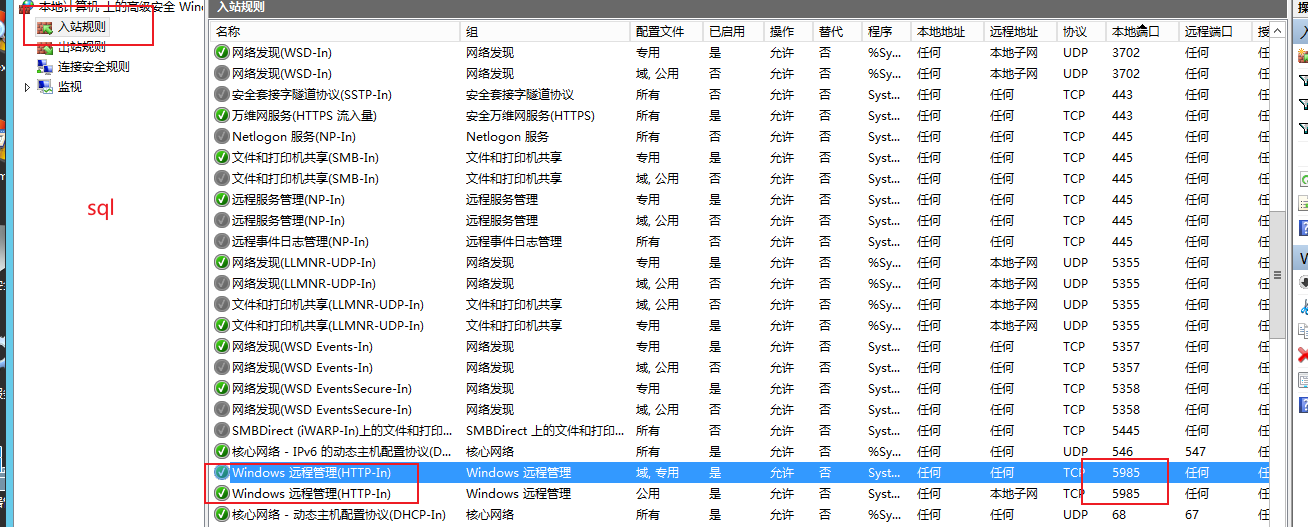 本地计算机 上的高级安全 Win
入站规则
出站规则
连接安全规则
监视
sql
入站规则
名称 组 配置文件 已启用 操作 替代 程序 本地地址 远程地址 协议 本地端口 远程端口 授
网络发现(WSD-In) 网络发现 专用 是 允许 否 %Sy... 任何 本地子网 UDP 3702 任何 任
网络发现(WSD-In) 网络发现 域, 公用 否 允许 否 %Sy... 任何 本地子网 UDP 3702 任何 任
安全套接字隧道协议(SSTP-In) 安全套接字隧道协议 所有 否 允许 否 Syst... 任何 任何 TCP 443 任何 任
万维网服务(HTTPS 流入量) 安全万维网服务(HTTPS) 所有 是 允许 否 Syst... 任何 任何 TCP 443 任何 任
Netlogon 服务(NP-In) Netlogon 服务 所有 否 允许 否 Syst... 任何 任何 TCP 445 任何 任
文件和打印机共享(SMB-In) 文件和打印机共享 专用 是 允许 否 Syst... 任何 任何 TCP 445 任何 任
文件和打印机共享(SMB-In) 文件和打印机共享 域, 公用 否 允许 否 Syst... 任何 任何 TCP 445 任何 任
远程服务管理(NP-In) 远程服务管理 专用 是 允许 否 Syst... 任何 任何 TCP 445 任何 任
远程服务管理(NP-In) 远程服务管理 域, 公用 否 允许 否 Syst... 任何 任何 TCP 445 任何 任
远程事件日志管理(NP-In) 远程事件日志管理 所有 否 允许 否 Syst... 任何 任何 TCP 445 任何 任
网络发现(LLMNR-UDP-In) 网络发现 专用 是 允许 否 %Sy... 任何 本地子网 UDP 5355 任何 任
网络发现(LLMNR-UDP-In) 网络发现 域, 公用 否 允许 否 %Sy... 任何 本地子网 UDP 5355 任何 任
文件和打印机共享(LLMNR-UDP-In) 文件和打印机共享 域, 公用 否 允许 否 %Sy... 任何 本地子网 UDP 5355 任何 任
文件和打印机共享(LLMNR-UDP-In) 文件和打印机共享 专用 是 允许 否 %Sy... 任何 本地子网 UDP 5355 任何 任
网络发现(WSD Events-In) 网络发现 专用 是 允许 否 Syst... 任何 任何 TCP 5357 任何 任
网络发现(WSD Events-In) 网络发现 域, 公用 否 允许 否 Syst... 任何 任何 TCP 5357 任何 任
网络发现(WSD EventsSecure-In) 网络发现 专用 是 允许 否 Syst... 任何 任何 TCP 5358 任何 任
网络发现(WSD EventsSecure-In) 网络发现 域, 公用 否 允许 否 Syst... 任何 任何 TCP 5358 任何 任
SMBDirect (iWARP-In)上的文件和打印... SMBDirect 上的文件和打印... 所有 否 允许 否 Syst... 任何 任何 TCP 5445 任何 任
核心网络 - IPv6 的动态主机配置协议(D... 核心网络 所有 是 允许 否 %Sy... 任何 任何 UDP 546 547 任
Windows 远程管理(HTTP-In) Windows 远程管理 域, 专用 是 允许 否 Syst... 任何 任何 TCP 5985 任何 任
Windows 远程管理(HTTP-In) Windows 远程管理 公用 是 允许 否 Syst... 任何 本地子网 TCP 5985 任何 任
核心网络 - 动态主机配置协议(DHCP-In) 核心网络 所有 是 允许 否 %Sy... 任何 任何 UDP 68 67 任